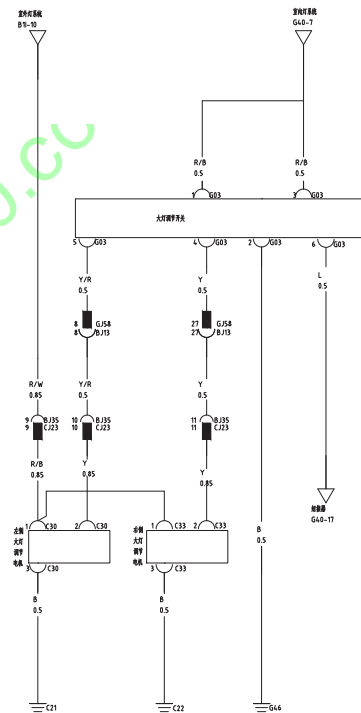 室外灯系统
B11-10
室内灯系统
G40-7
R/B
0.5
R/B
0.5
1 G03
3 G03
大灯调节开关
5 G03
4 G03
2 G03
6 G03
Y/R
0.5
Y
0.5
L
0.5
8 GJ58
8 BJ13
27 GJ58
27 BJ13
R/W
0.85
Y/R
0.5
Y
0.5
9 BJ35
9 CJ23
10 BJ35
10 CJ23
11 BJ35
11 CJ23
R/B
0.85
Y
0.85
Y
0.85
G40-17
1 C30
2 C30
1 C33
2 C33
左侧
大灯
调节
电机
右侧
大灯
调节
电机
B
0.5
3 C30
3 C33
B
0.5
B
0.5
C21
C22
G46